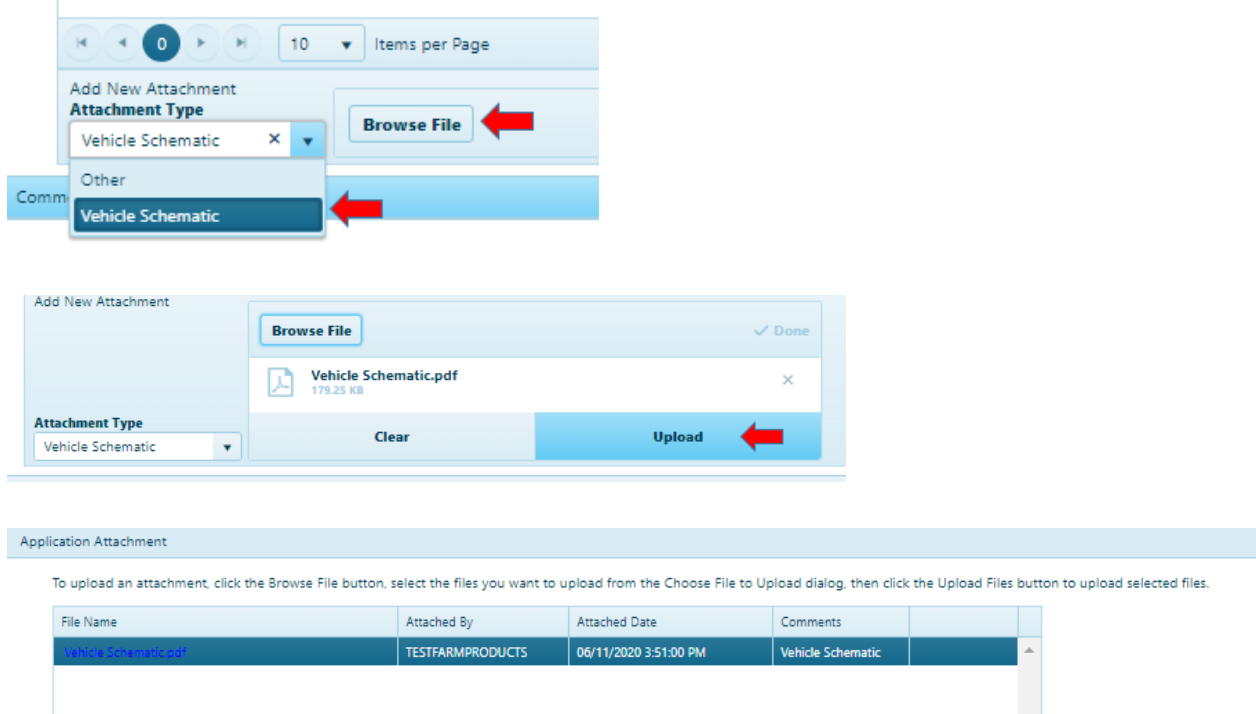 0 10 Items per Page
Add New Attachment
Attachment Type
Vehicle Schematic
Browse File
Other
Comm
Vehicle Schematic
Add New Attachment
Browse File
Done
Vehicle Schematic.pdf
179.25 KB
Attachment Type
Vehicle Schematic
Clear
Upload
Application Attachment
To upload an attachment, click the Browse File button, select the files you want to upload from the Choose File to Upload dialog, then click the Upload Files button to upload selected files.
File Name Attached By Attached Date Comments
Vehicle Schematic.pdf TESTFARMPRODUCTS 06/11/2020 3:51:00 PM Vehicle Schematic